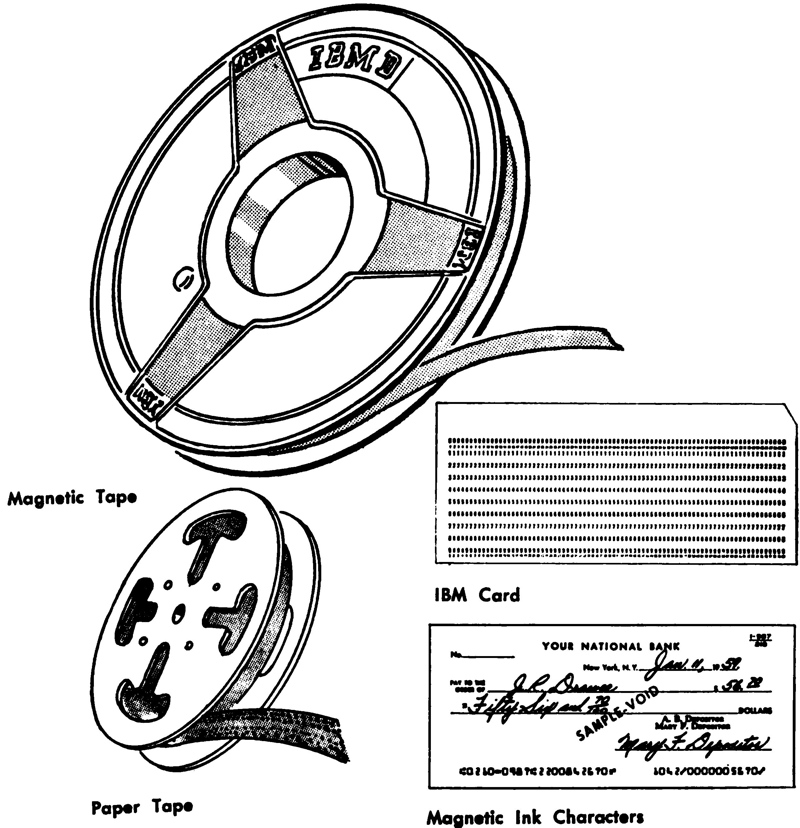 IBM
IBM
IBM
IBM
Magnetic Tape
IBM Card
No.
YOUR NATIONAL BANK
New York, N.Y. Jan. 11, 1959
PAY TO THE
ORDER OF J. R. Drawee $ 56.70
Fifty Six and 70/100 DOLLARS
SAMPLE-VOID
A. B. Depositor
Mary F. Depositor
Mary F. Depositor
Paper Tape
Magnetic Ink Characters